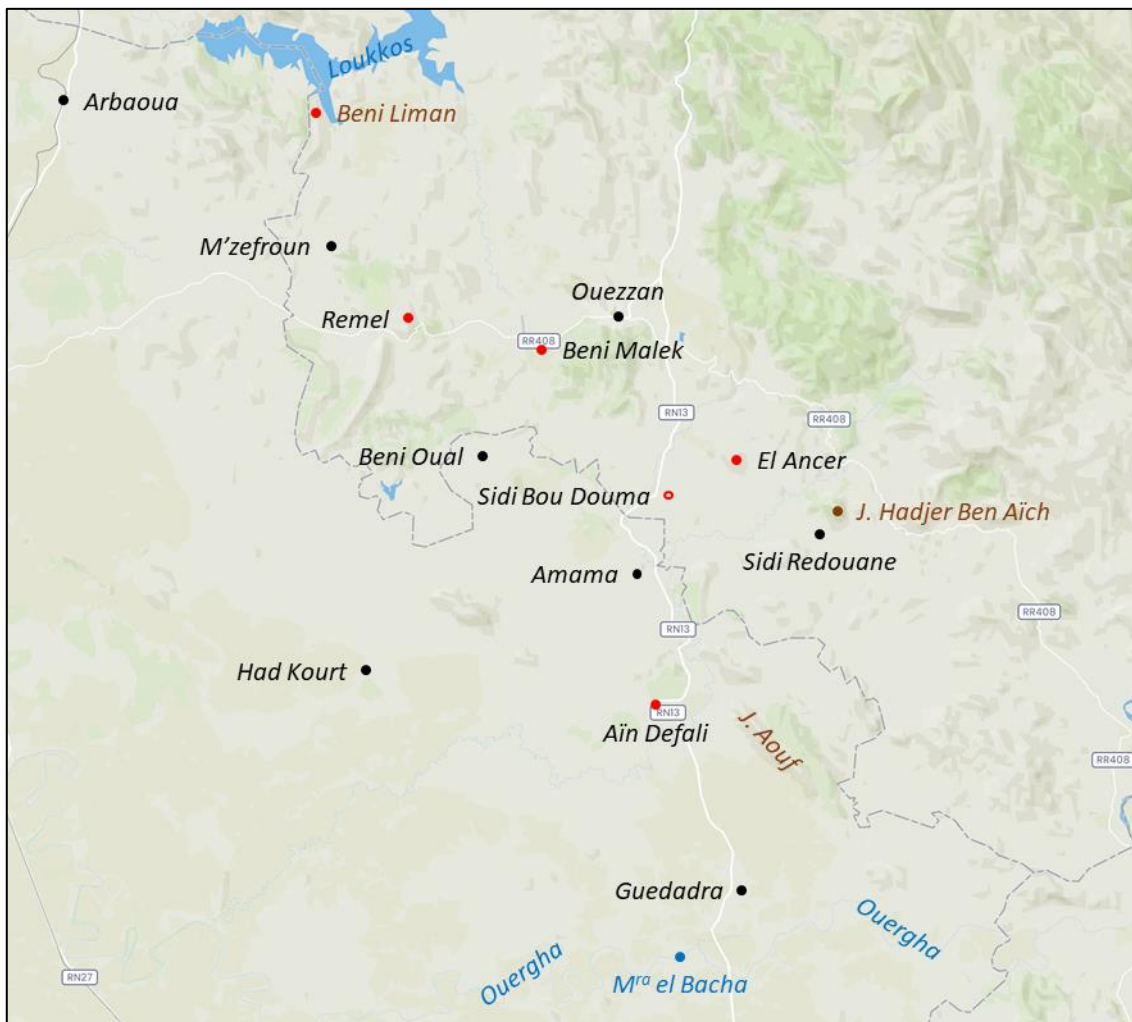 Loukkos
Arbaoua
Beni Liman
M'zefroun
Ouezzan
Remel
RR408
Beni Malek
RN13
RR408
Beni Oual
El Ancer
Sidi Bou Douma
J. Hadjer Ben Aïch
Sidi Redouane
Amama
RR408
RN13
Had Kourt
RN13
Aïn Defali
J. Aouf
RR408
Guedadra
Ouergha
Ouergha
RN27
Mra el Bacha